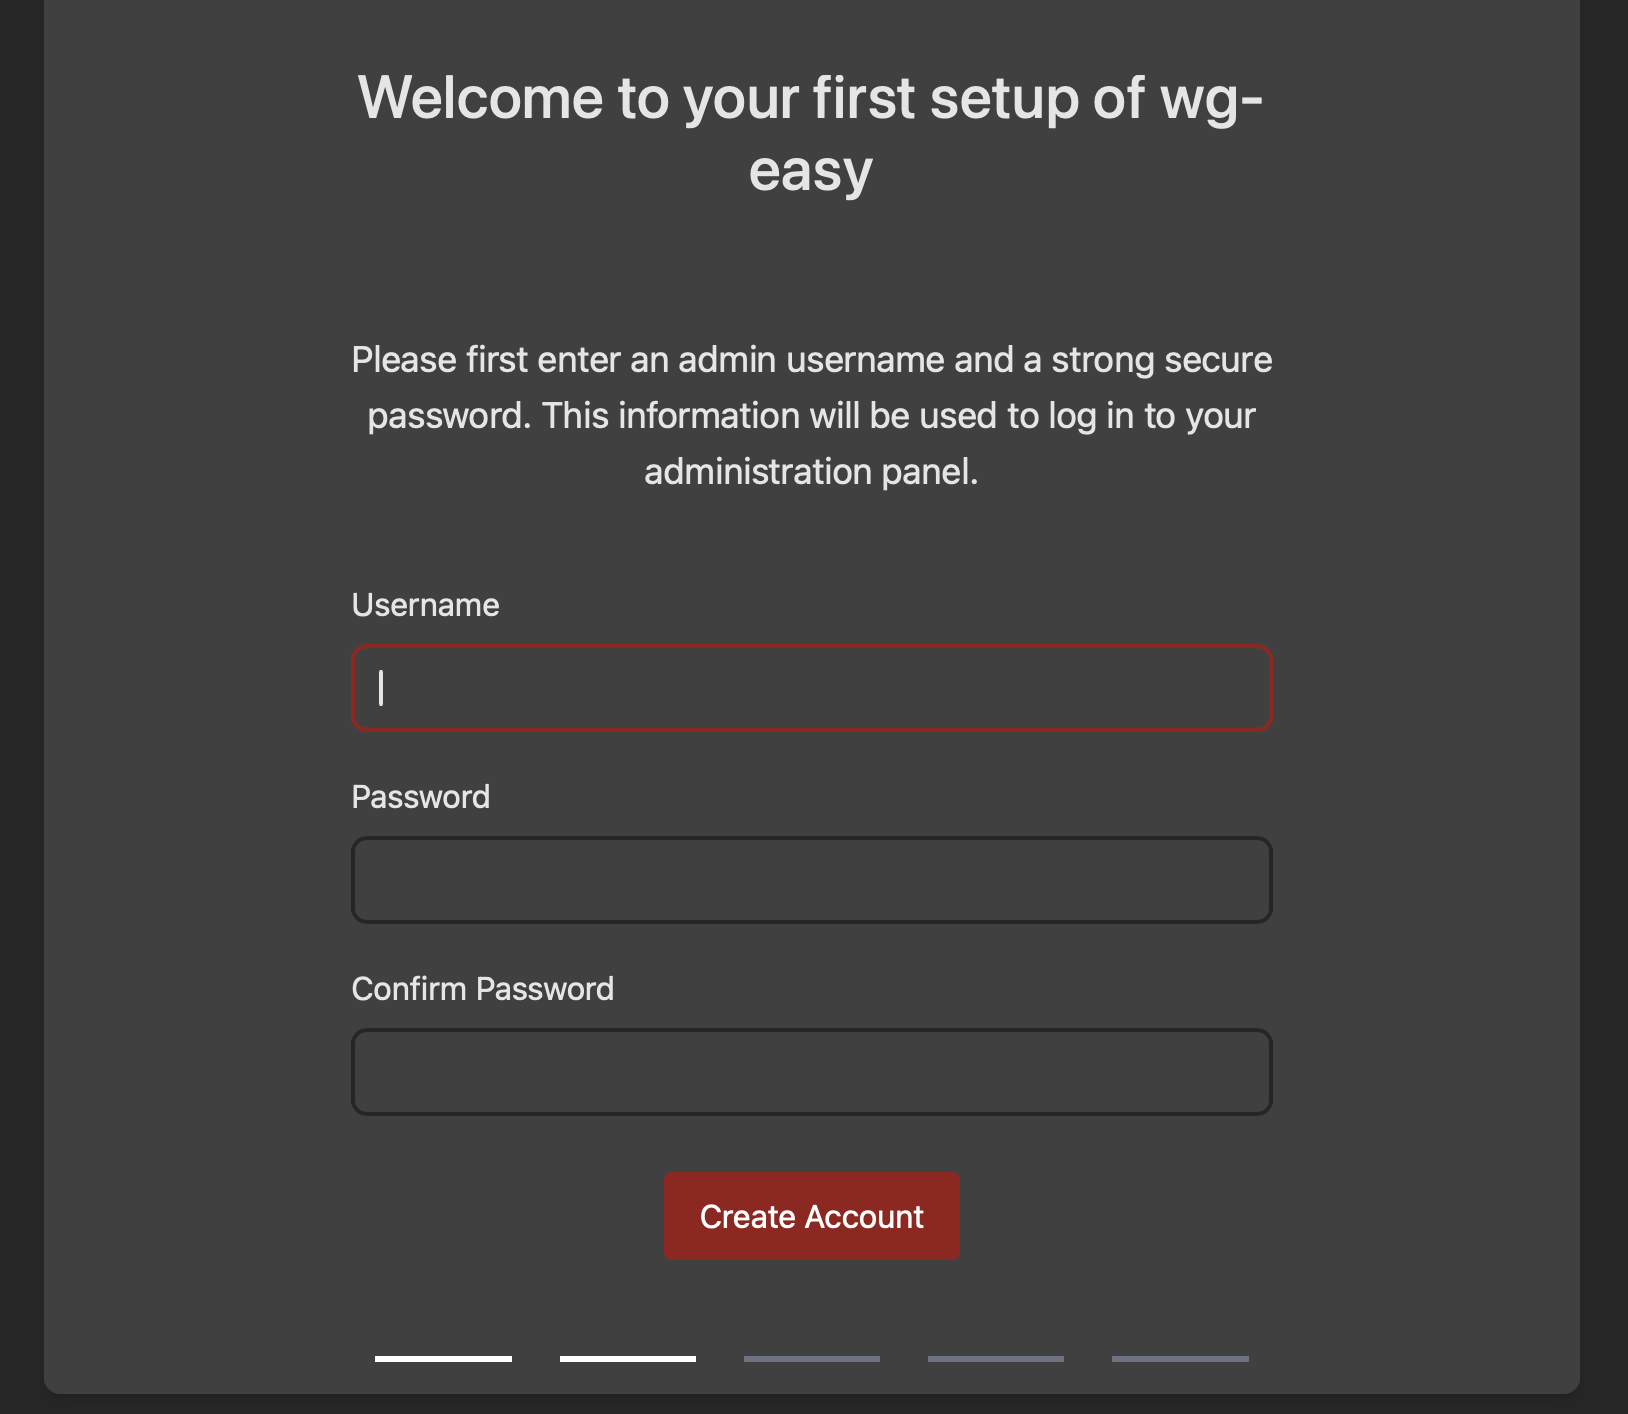 Welcome to your first setup of wg-
easy
Please first enter an admin username and a strong secure
password. This information will be used to log in to your
administration panel.
Username
Password
Confirm Password
Create Account